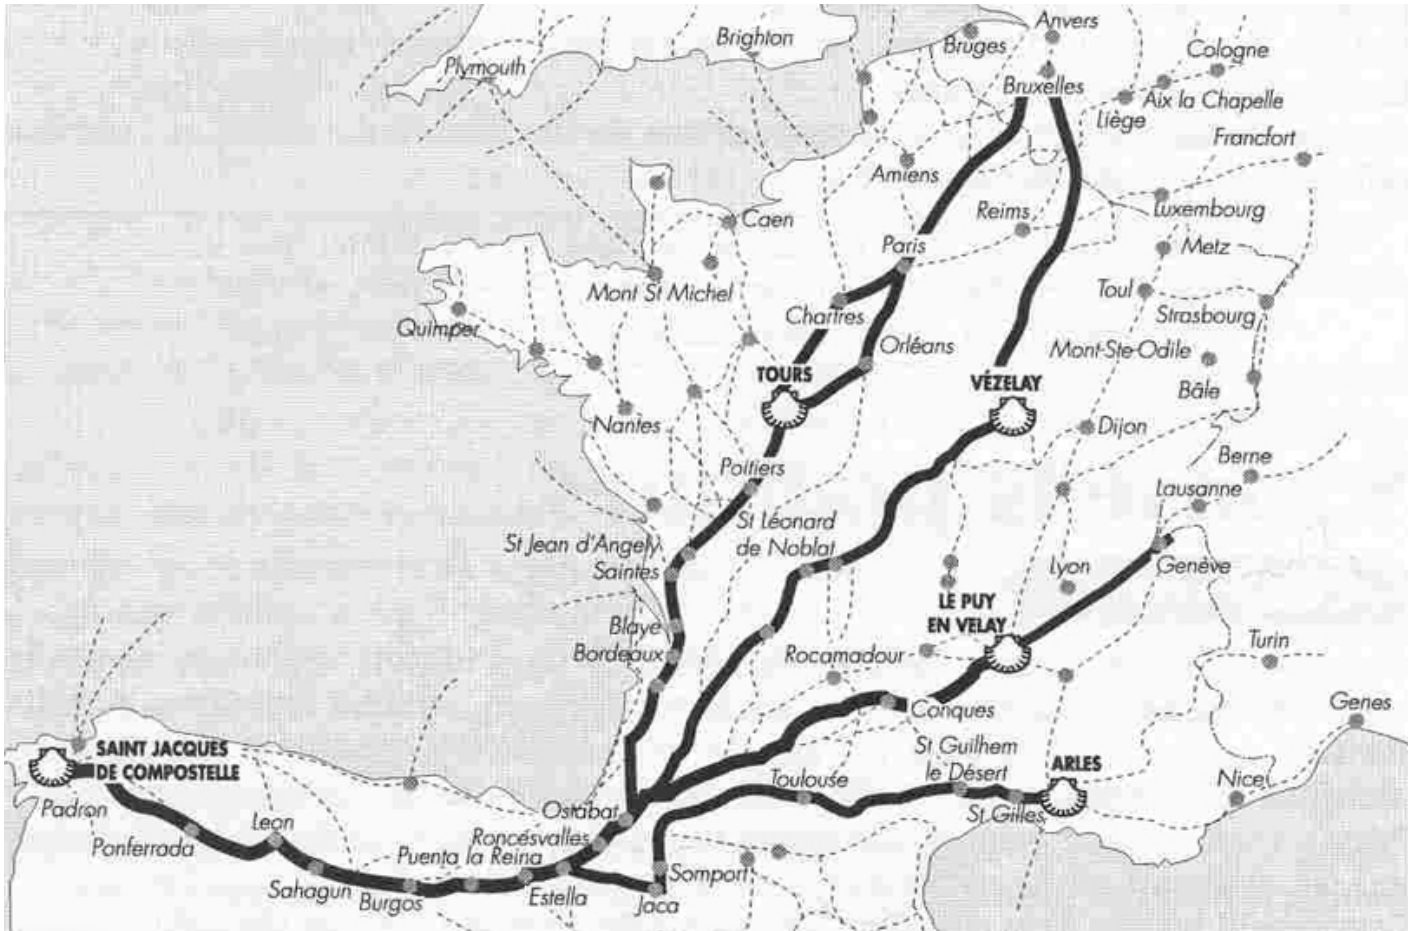 Anvers
Brighton
Bruges
Cologne
Plymouth
Bruxelles
Aix la Chapelle
Liège
Francfort
Amiens
Reims
Luxembourg
Caen
Paris
Metz
Mont St Michel
Toul
Chartres
Strasbourg
Quimper
Orléans
Mont-Ste-Odile
TOURS
VÉZELAY
Bâle
Nantes
Dijon
Poitiers
Berne
Lausanne
St Léonard
de Noblat
St Jean d'Angely
Saintes
Genève
Lyon
LE PUY
EN VELAY
Blaye
Bordeaux
Rocamadour
Turin
Conques
Genes
SAINT JACQUES
DE COMPOSTELLE
St Guilhem
le Désert
ARLES
Toulouse
Nice
Padron
Ostabat
St Gilles
Leon
Roncésvalles
Ponferrada
Puenta la Reina
Somport
Sahagun
Burgos
Estella
Jaca